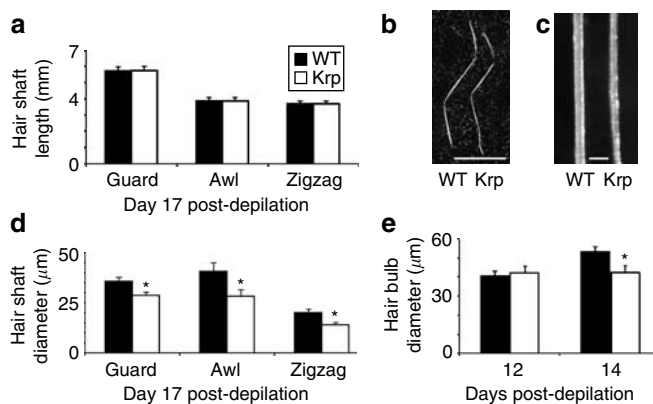 a
Hair shaft
length (mm)
7
4
0
WT
Krp
Guard Awl Zigzag
Day 17 post-depilation
b
WT Krp
c
WT Krp
d
Hair shaft
diameter (μm)
50
25
0
* * *
Guard Awl Zigzag
Day 17 post-depilation
e
Hair bulb
diameter (μm)
60
40
0
*
12 14
Days post-depilation